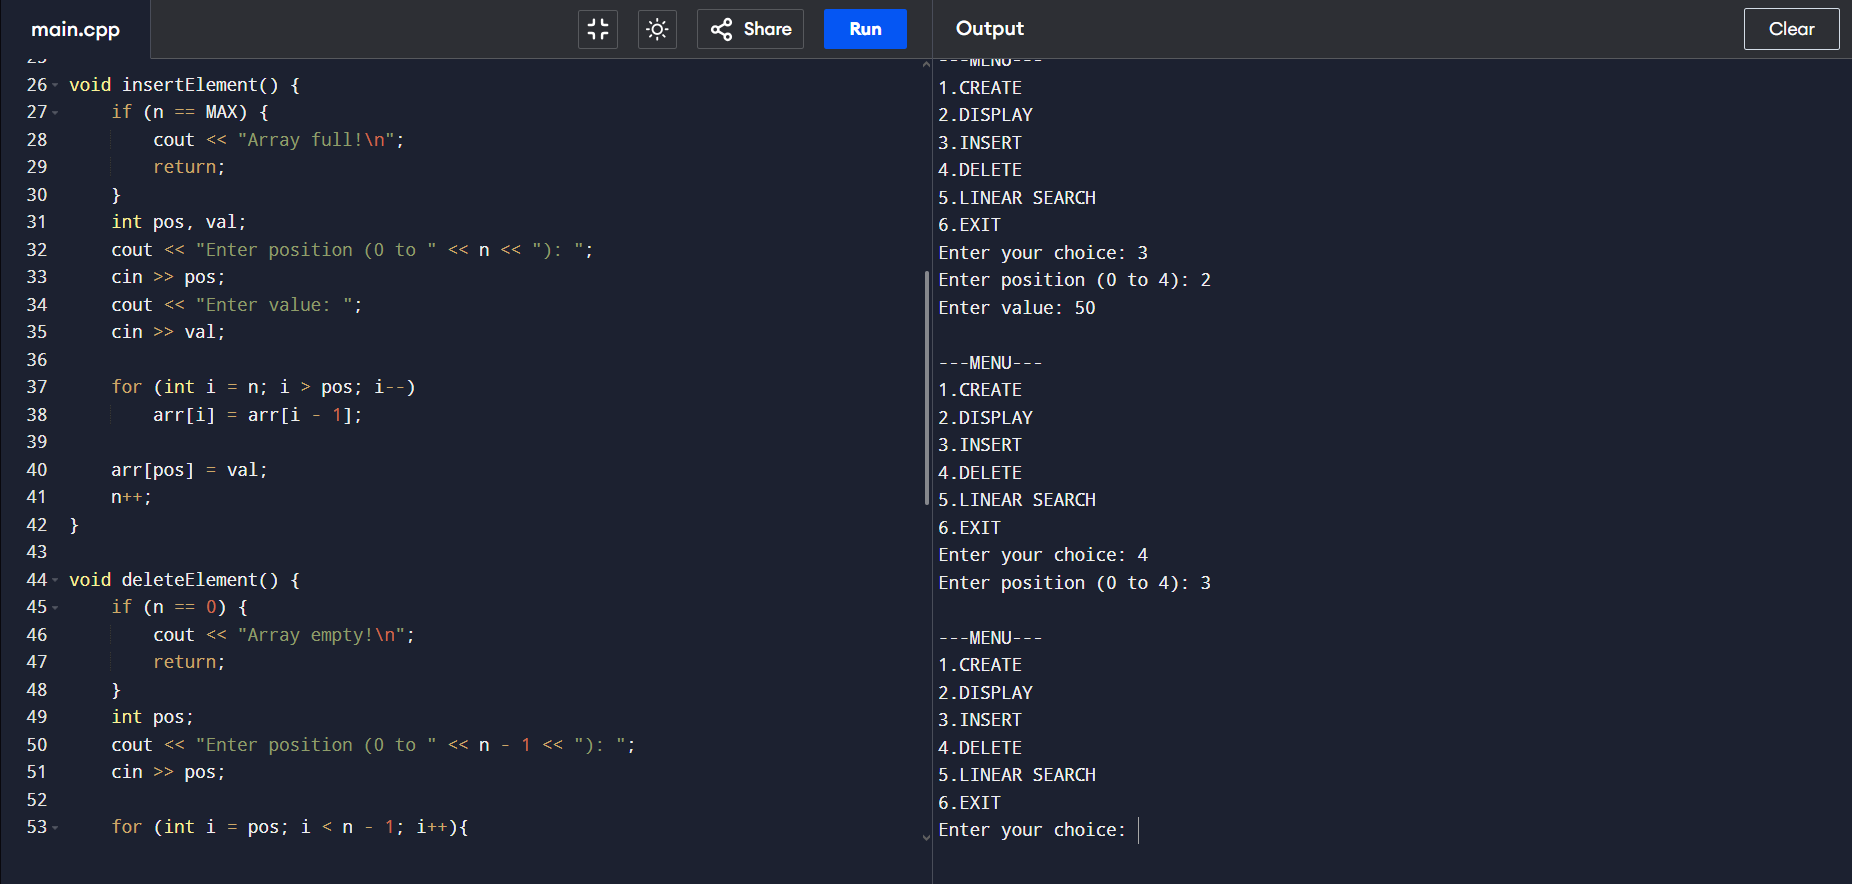 main.cpp
Share
Run
Output
Clear
26 void insertElement() {
27     if (n == MAX) {
28         cout << "Array full!\n";
29         return;
30     }
31     int pos, val;
32     cout << "Enter position (0 to " << n << "): ";
33     cin >> pos;
34     cout << "Enter value: ";
35     cin >> val;
36
37     for (int i = n; i > pos; i--)
38         arr[i] = arr[i - 1];
39
40     arr[pos] = val;
41     n++;
42 }
43
44 void deleteElement() {
45     if (n == 0) {
46         cout << "Array empty!\n";
47         return;
48     }
49     int pos;
50     cout << "Enter position (0 to " << n - 1 << "): ";
51     cin >> pos;
52
53     for (int i = pos; i < n - 1; i++){
---MENU---
1.CREATE
2.DISPLAY
3.INSERT
4.DELETE
5.LINEAR SEARCH
6.EXIT
Enter your choice: 3
Enter position (0 to 4): 2
Enter value: 50

---MENU---
1.CREATE
2.DISPLAY
3.INSERT
4.DELETE
5.LINEAR SEARCH
6.EXIT
Enter your choice: 4
Enter position (0 to 4): 3

---MENU---
1.CREATE
2.DISPLAY
3.INSERT
4.DELETE
5.LINEAR SEARCH
6.EXIT
Enter your choice: